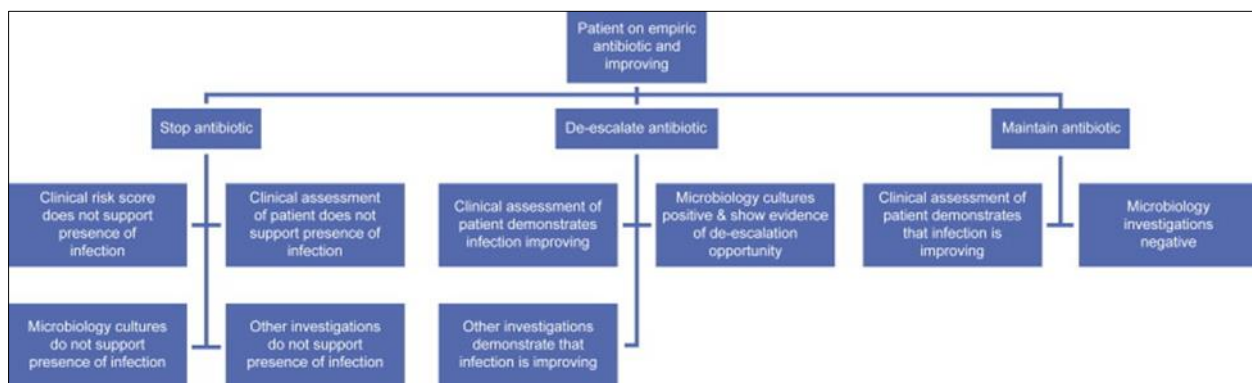 Patient on empiric
antibiotic and
improving
Stop antibiotic
De-escalate antibiotic
Maintain antibiotic
Clinical risk score
does not support
presence of
infection
Clinical assessment
of patient does not
support presence of
infection
Clinical assessment of
patient demonstrates
infection improving
Microbiology cultures
positive & show evidence
of de-escalation
opportunity
Clinical assessment of
patient demonstrates
that infection is
improving
Microbiology
investigations
negative
Microbiology cultures
do not support
presence of infection
Other investigations
do not support
presence of infection
Other investigations
demonstrate that
infection is improving